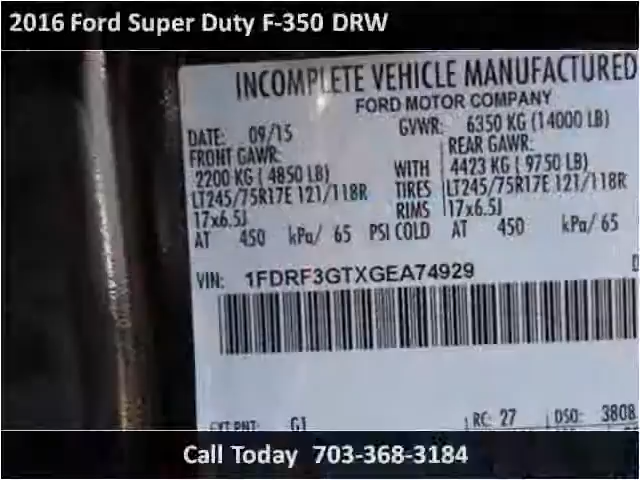 2016 Ford Super Duty F-350 DRW
INCOMPLETE VEHICLE MANUFACTURED
FORD MOTOR COMPANY
DATE: 09/15 GVWR: 6350 KG (14000 LB)
FRONT GAWR: REAR GAWR:
2200 KG ( 4850 LB) WITH 4423 KG ( 9750 LB)
LT245/75R17E 121/118R TIRES LT245/75R17E 121/118R
17x6.5J RIMS 17x6.5J
AT 450 kPa/ 65 PSI COLD AT 450 kPa/ 65
VIN: 1FDRF3GTXGEA74929
EXT PNT: G1 RC: 27 DSO: 3808
Call Today 703-368-3184